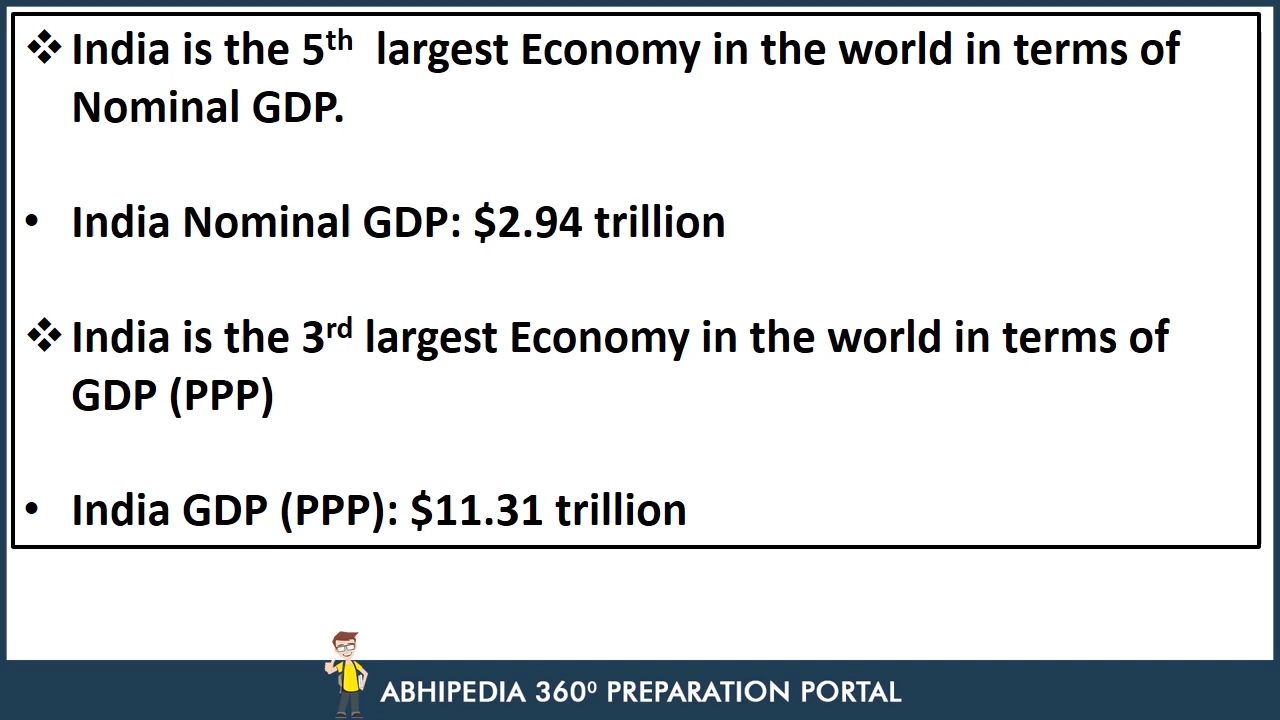 ❖ India is the 5th largest Economy in the world in terms of
Nominal GDP.
• India Nominal GDP: $2.94 trillion
❖ India is the 3rd largest Economy in the world in terms of
GDP (PPP)
• India GDP (PPP): $11.31 trillion
ABHIPEDIA 360⁰ PREPARATION PORTAL